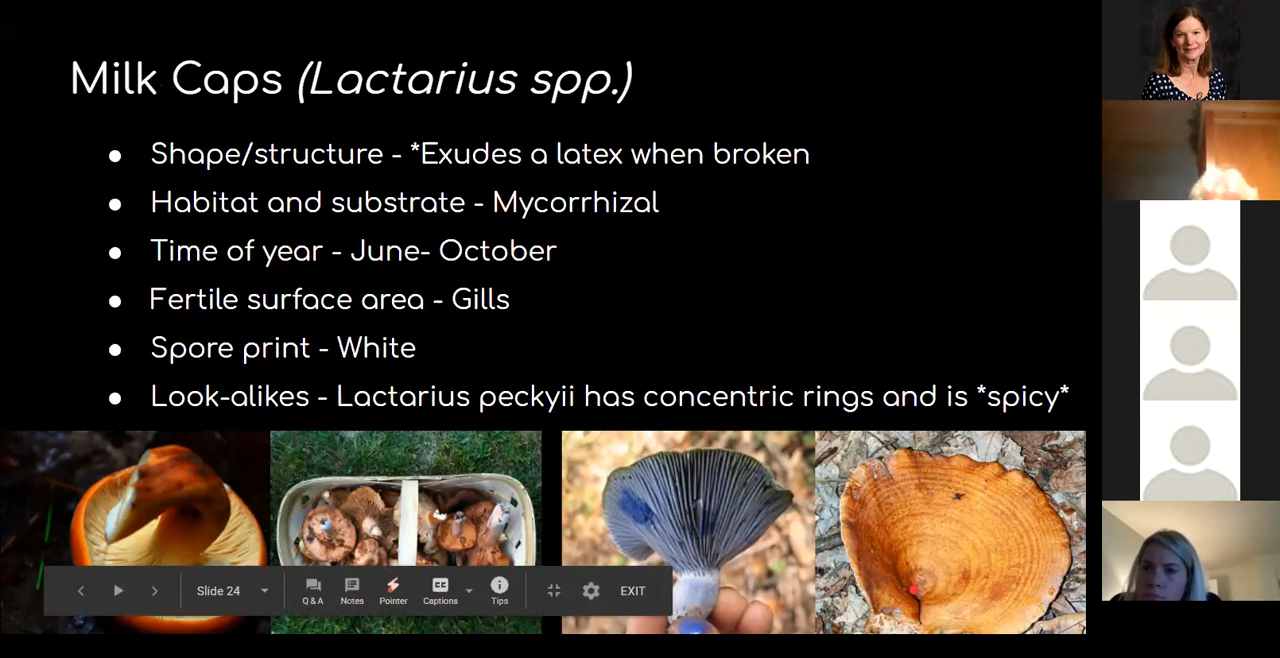 Milk Caps (Lactarius spp.)
● Shape/structure - *Exudes a latex when broken
● Habitat and substrate - Mycorrhizal
● Time of year - June- October
● Fertile surface area - Gills
● Spore print - White
● Look-alikes - Lactarius peckyii has concentric rings and is *spicy*
Slide 24
Q & A Notes Pointer Captions Tips EXIT